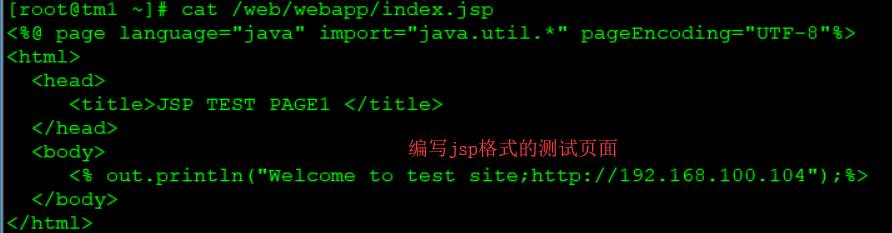 [root@tm1 ~]# cat /web/webapp/index.jsp
<%@ page language="java" import="java.util.*" pageEncoding="UTF-8"%>
<html>
  <head>
     <title>JSP TEST PAGE1 </title>
  </head>
  <body>
编写jsp格式的测试页面
     <% out.println("Welcome to test site;http://192.168.100.104");%>
  </body>
</html>